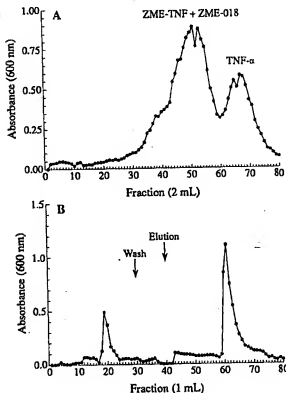 A
ZME-TNF + ZME-018
TNF-α
Absorbance (600 nm)
1.00
0.75
0.50
0.25
0.00
0 10 20 30 40 50 60 70 80
Fraction (2 mL)
B
Elution
Wash
Absorbance (600 nm)
1.5
1.0
0.5
0.0
0 10 20 30 40 50 60 70 80
Fraction (1 mL)